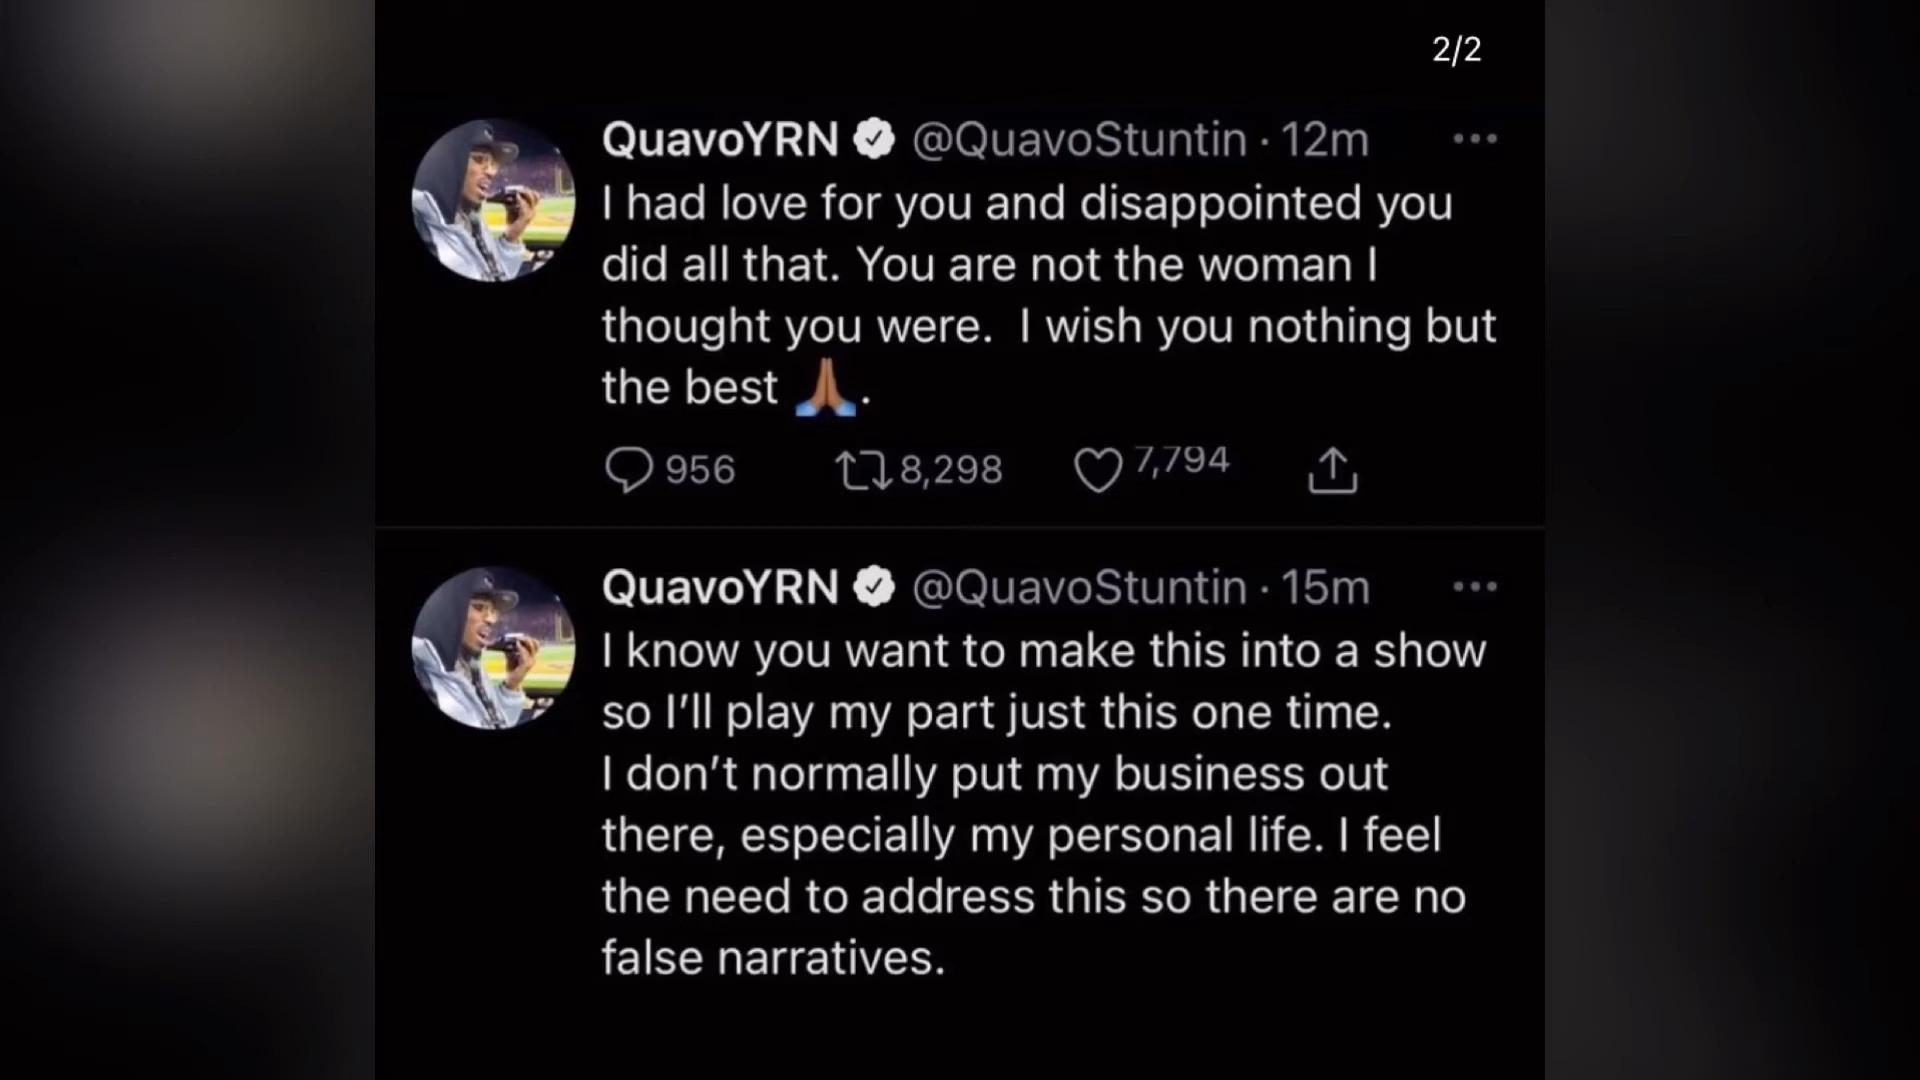 2/2
QuavoYRN @QuavoStuntin · 12m
I had love for you and disappointed you
did all that. You are not the woman I
thought you were.  I wish you nothing but
the best 🙏🏾.
956 8,298 7,794
QuavoYRN @QuavoStuntin · 15m
I know you want to make this into a show
so I’ll play my part just this one time.
I don’t normally put my business out
there, especially my personal life. I feel
the need to address this so there are no
false narratives.